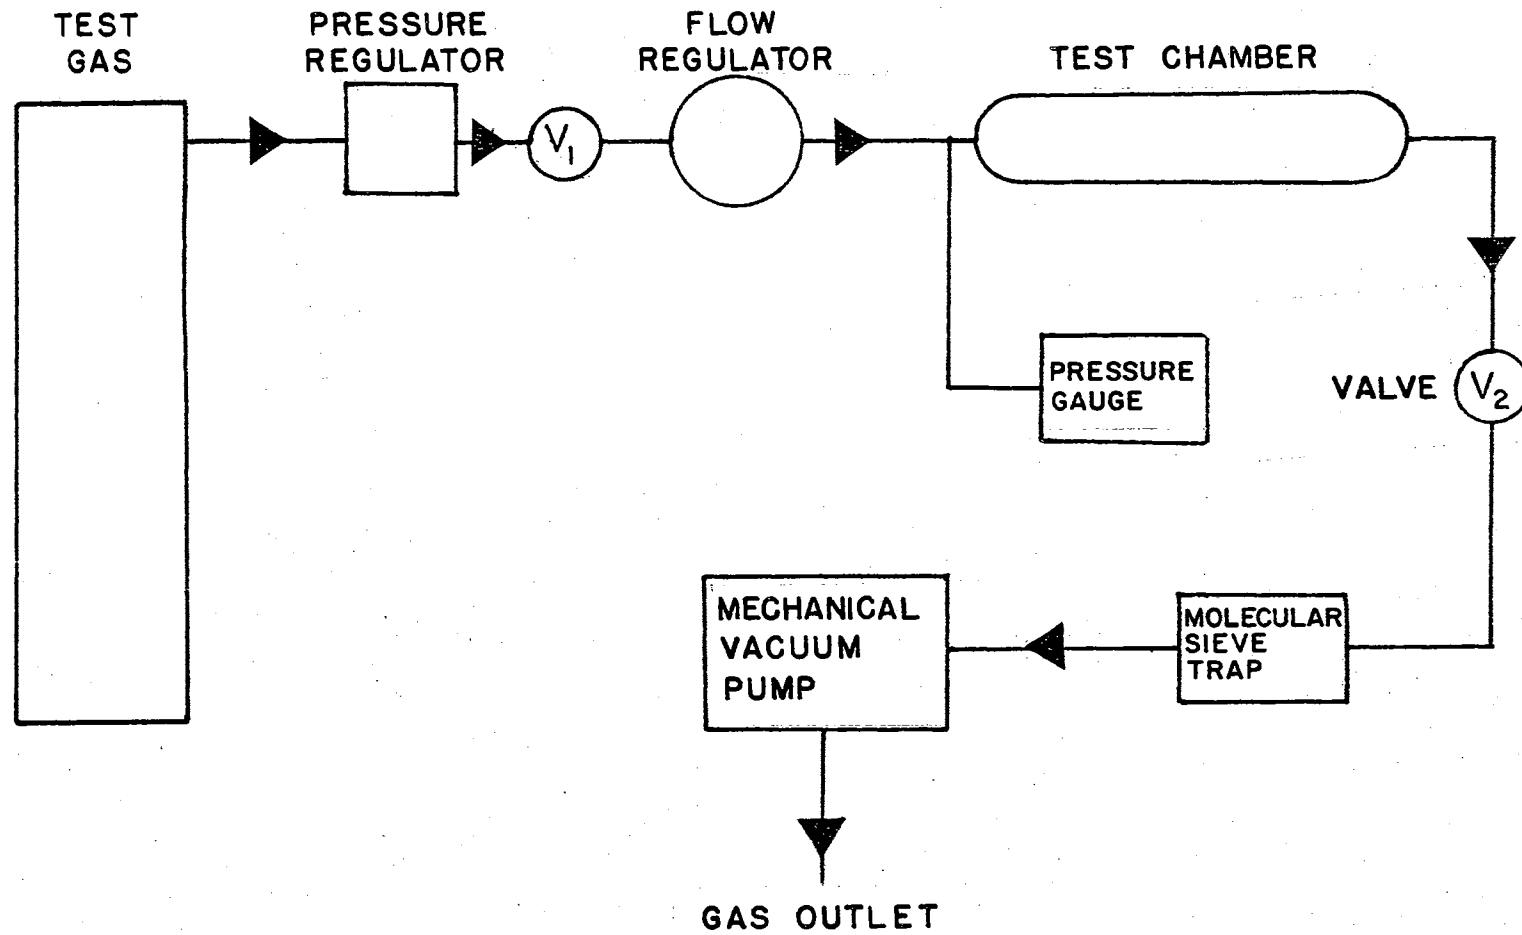 TEST
GAS
PRESSURE
REGULATOR
V₁
FLOW
REGULATOR
TEST CHAMBER
PRESSURE
GAUGE
VALVE
V₂
MOLECULAR
SIEVE
TRAP
MECHANICAL
VACUUM
PUMP
GAS OUTLET